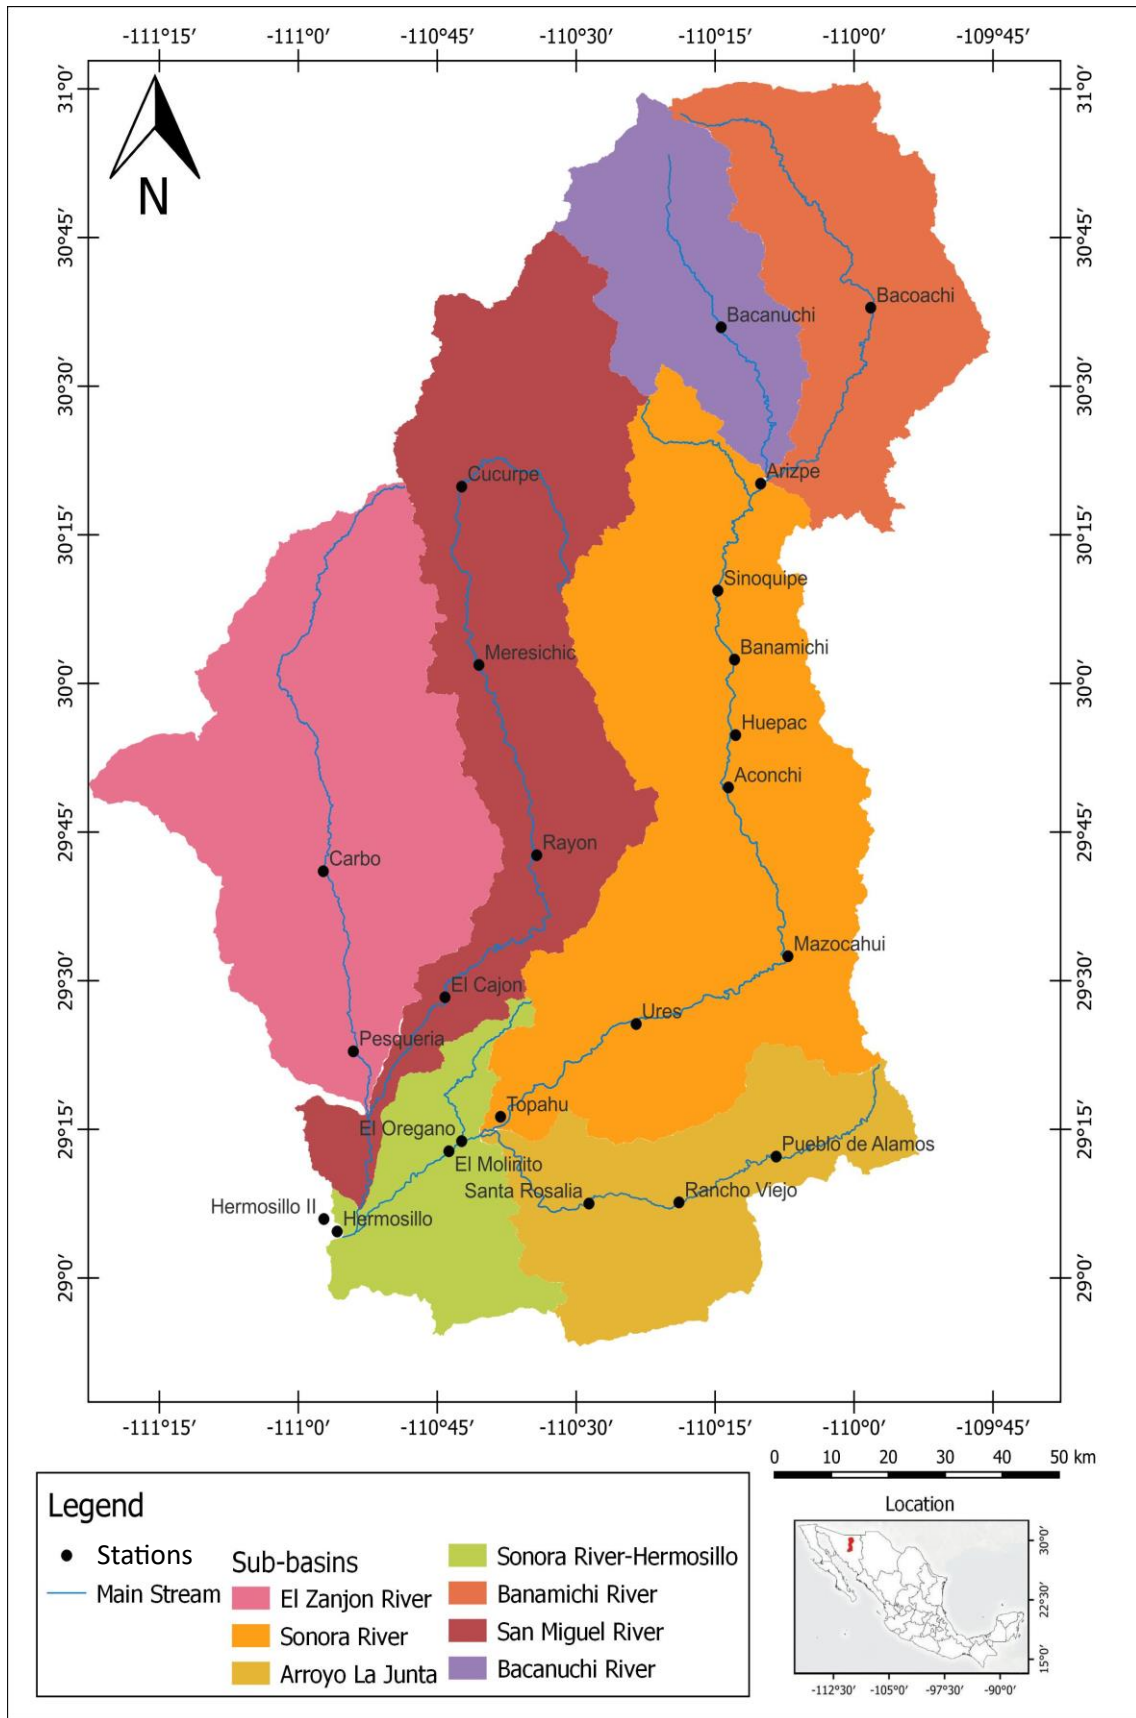 -111°15′ -111°0′ -110°45′ -110°30′ -110°15′ -110°0′ -109°45′
31°0′ 31°0′
N
30°45′ 30°45′
Bacoachi
Bacanuchi
30°30′ 30°30′
Cucurpe
Arizpe
30°15′ 30°15′
Sinoquipe
Banamichi
Meresichic
30°0′ 30°0′
Huepac
Aconchi
29°45′ 29°45′
Rayon
Carbo
Mazocahui
29°30′ 29°30′
El Cajon
Ures
Pesqueria
Topahu
29°15′ 29°15′
El Oregano
Pueblo de Alamos
El Molinito
Santa Rosalia
Rancho Viejo
Hermosillo II
Hermosillo
29°0′ 29°0′
-111°15′ -111°0′ -110°45′ -110°30′ -110°15′ -110°0′ -109°45′
0 10 20 30 40 50 km
Legend
Stations
Main Stream
Sub-basins
El Zanjon River
Sonora River
Arroyo La Junta
Sonora River-Hermosillo
Banamichi River
San Miguel River
Bacanuchi River
Location
30°0′
22°30′
15°0′
-112°30′ -105°0′ -97°30′ -90°0′